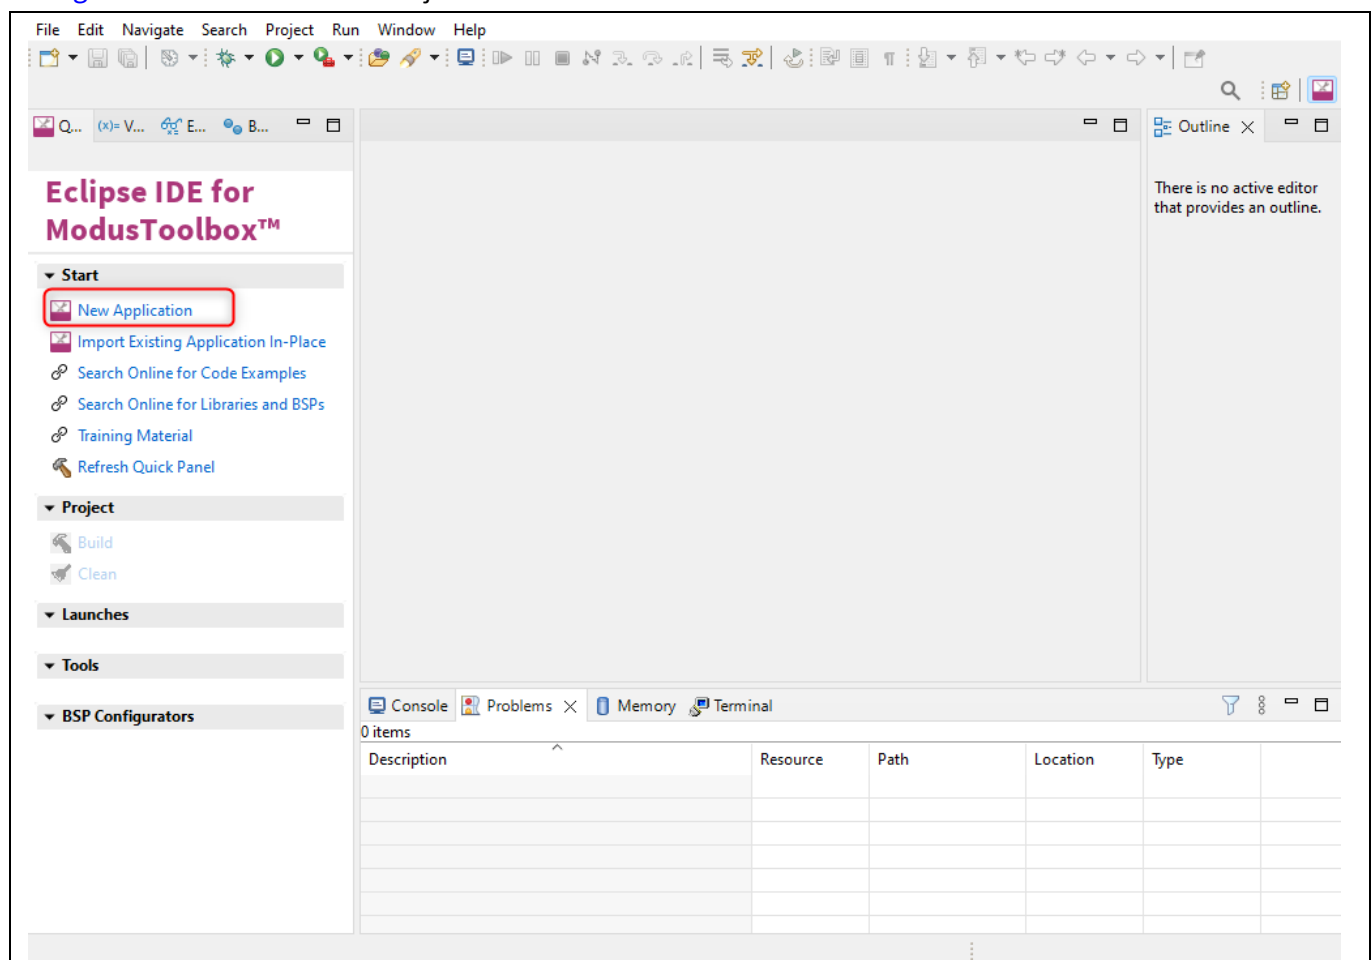 File Edit Navigate Search Project Run Window Help
Q... (x)= V... E... B...
Outline
Eclipse IDE for
ModusToolbox™
There is no active editor
that provides an outline.
Start
New Application
Import Existing Application In-Place
Search Online for Code Examples
Search Online for Libraries and BSPs
Training Material
Refresh Quick Panel
Project
Build
Clean
Launches
Tools
BSP Configurators
Console Problems Memory Terminal
0 items
Description Resource Path Location Type